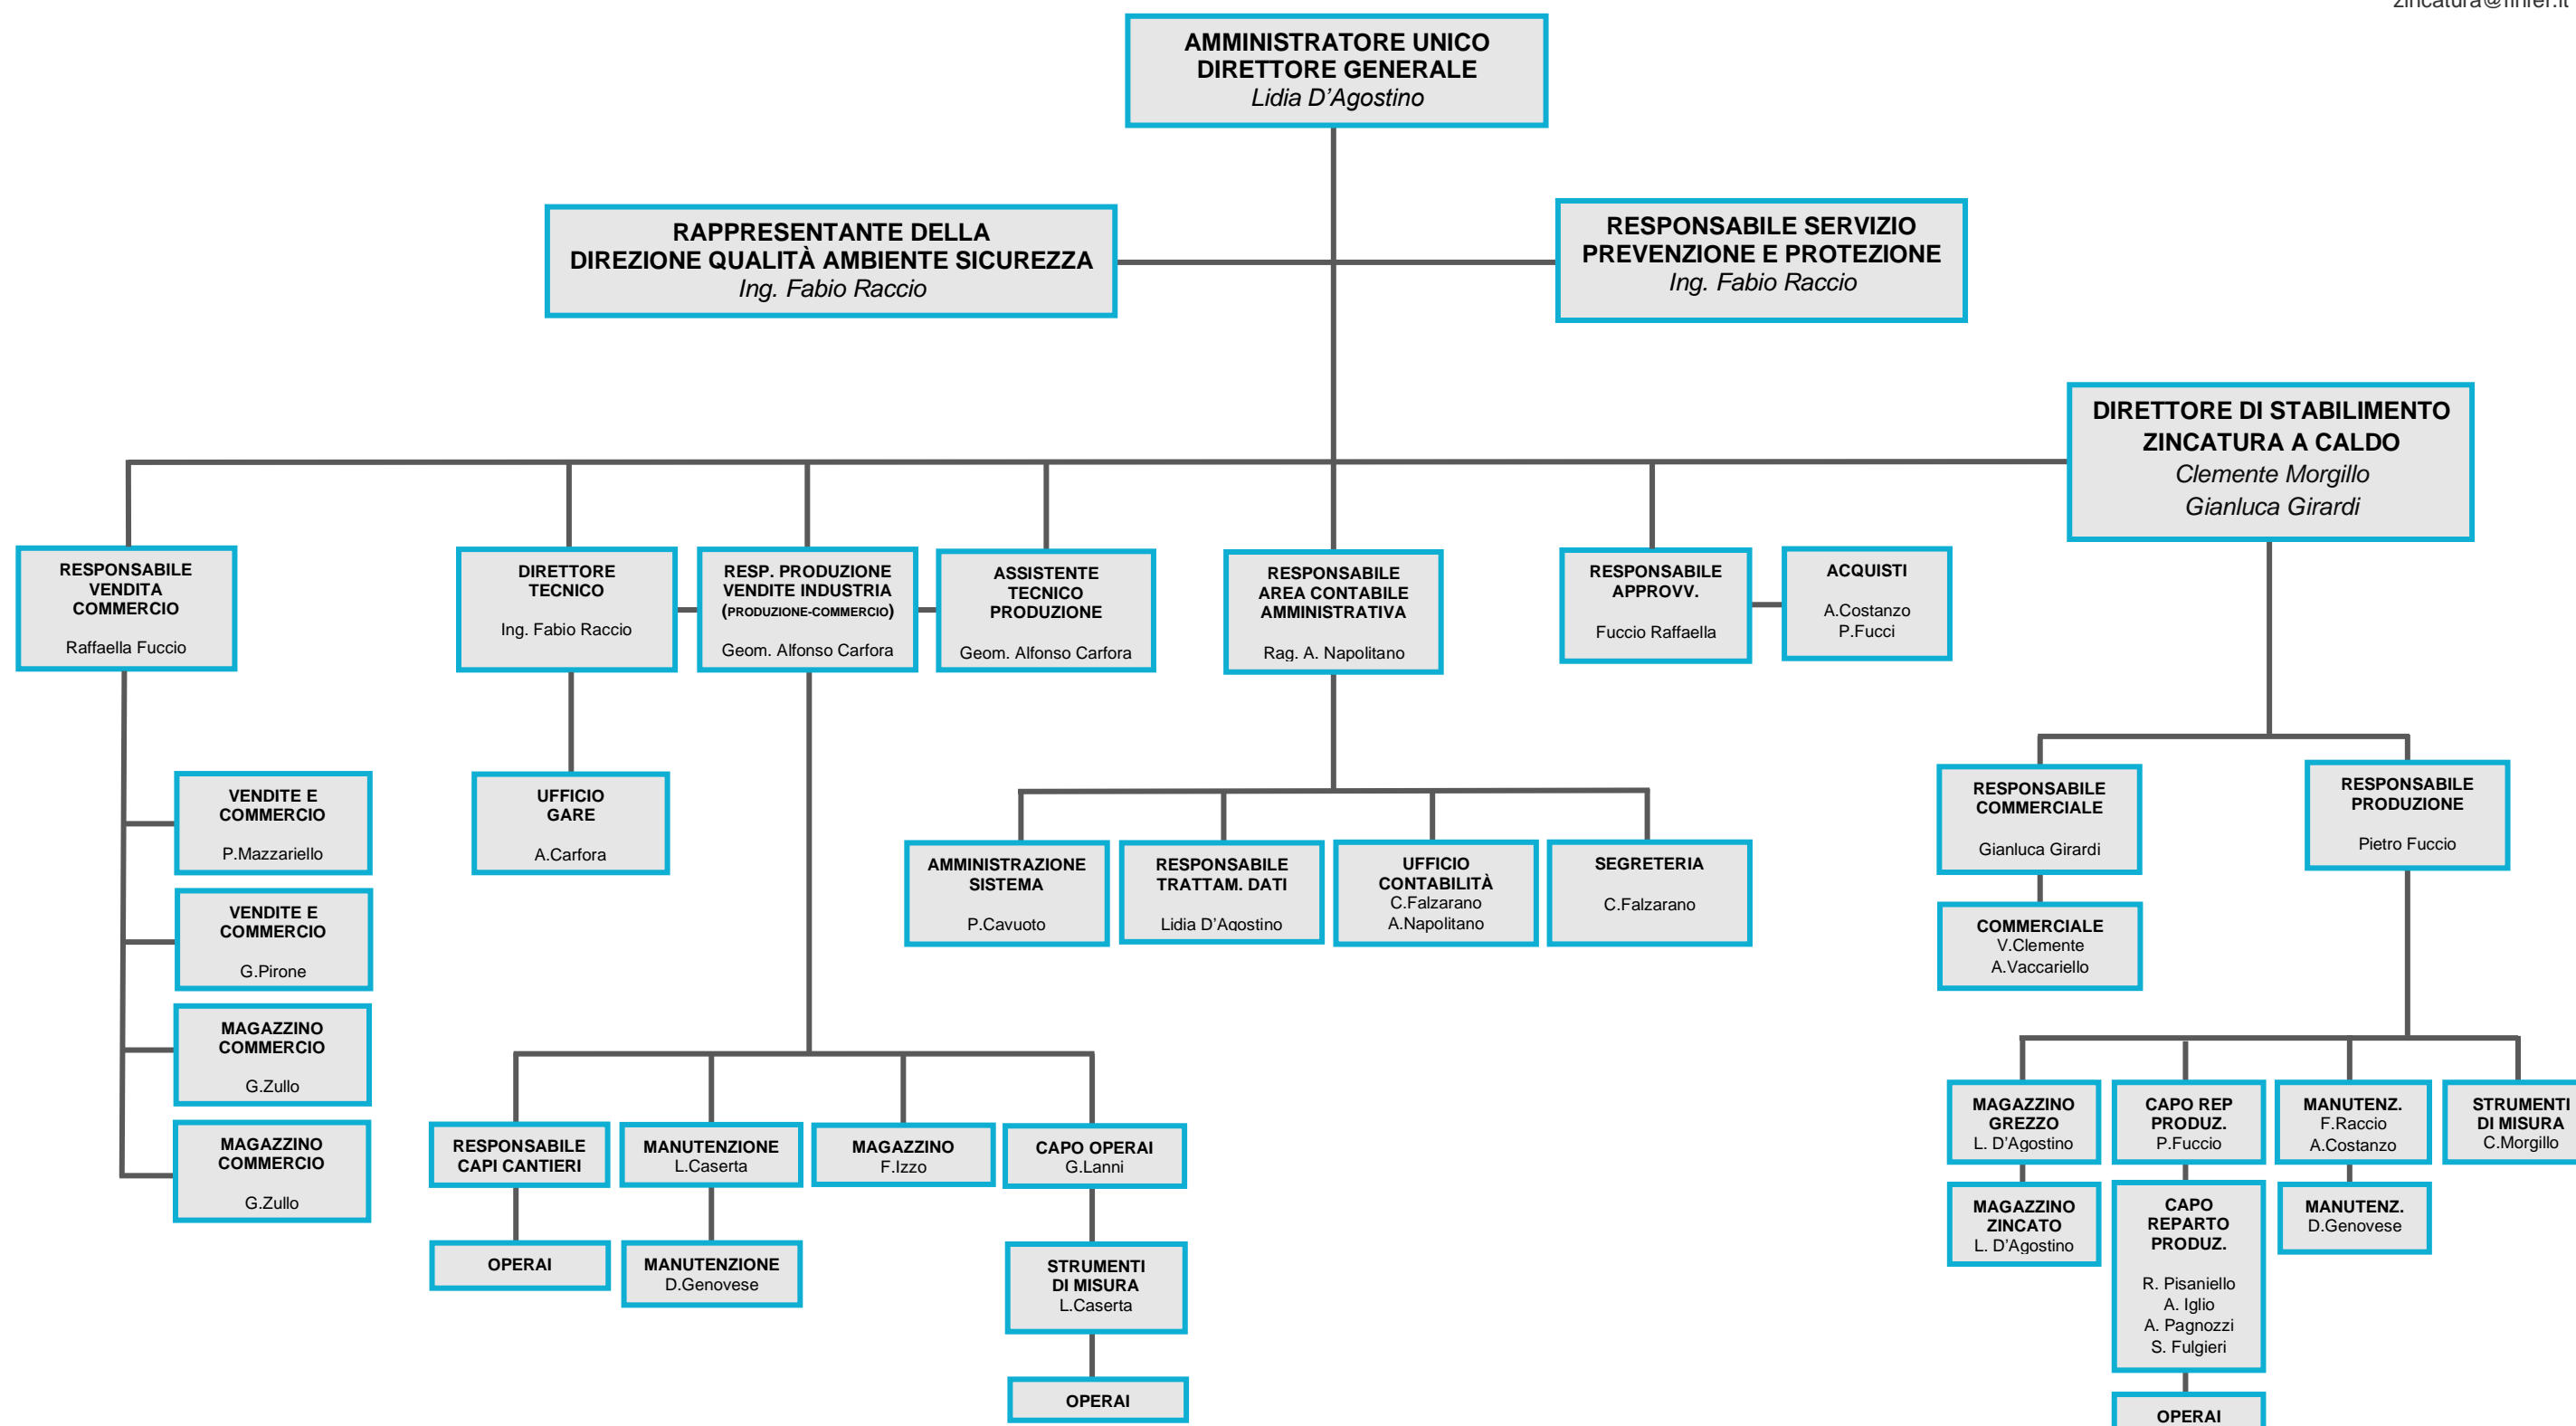 AMMINISTRATORE UNICO
DIRETTORE GENERALE
Lidia D’Agostino
RAPPRESENTANTE DELLA
DIREZIONE QUALITÀ AMBIENTE SICUREZZA
Ing. Fabio Raccio
RESPONSABILE SERVIZIO
PREVENZIONE E PROTEZIONE
Ing. Fabio Raccio
DIRETTORE DI STABILIMENTO
ZINCATURA A CALDO
Clemente Morgillo
Gianluca Girardi
RESPONSABILE
VENDITA
COMMERCIO
Raffaella Fuccio
DIRETTORE
TECNICO
Ing. Fabio Raccio
RESP. PRODUZIONE
VENDITE INDUSTRIA
(PRODUZIONE-COMMERCIO)
Geom. Alfonso Carfora
ASSISTENTE
TECNICO
PRODUZIONE
Geom. Alfonso Carfora
RESPONSABILE
AREA CONTABILE
AMMINISTRATIVA
Rag. A. Napolitano
RESPONSABILE
APPROVV.
Fuccio Raffaella
ACQUISTI
A.Costanzo
P.Fucci
VENDITE E
COMMERCIO
P.Mazzariello
VENDITE E
COMMERCIO
G.Pirone
MAGAZZINO
COMMERCIO
G.Zullo
MAGAZZINO
COMMERCIO
G.Zullo
UFFICIO
GARE
A.Carfora
AMMINISTRAZIONE
SISTEMA
P.Cavuoto
RESPONSABILE
TRATTAM. DATI
Lidia D’Agostino
UFFICIO
CONTABILITÀ
C.Falzarano
A.Napolitano
SEGRETERIA
C.Falzarano
RESPONSABILE
COMMERCIALE
Gianluca Girardi
COMMERCIALE
V.Clemente
A.Vaccariello
RESPONSABILE
PRODUZIONE
Pietro Fuccio
RESPONSABILE
CAPI CANTIERI
OPERAI
MANUTENZIONE
L.Caserta
MANUTENZIONE
D.Genovese
MAGAZZINO
F.Izzo
CAPO OPERAI
G.Lanni
STRUMENTI
DI MISURA
L.Caserta
OPERAI
MAGAZZINO
GREZZO
L. D’Agostino
MAGAZZINO
ZINCATO
L. D’Agostino
CAPO REP
PRODUZ.
P.Fuccio
CAPO
REPARTO
PRODUZ.
R. Pisaniello
A. Iglio
A. Pagnozzi
S. Fulgieri
OPERAI
MANUTENZ.
F.Raccio
A.Costanzo
MANUTENZ.
D.Genovese
STRUMENTI
DI MISURA
C.Morgillo